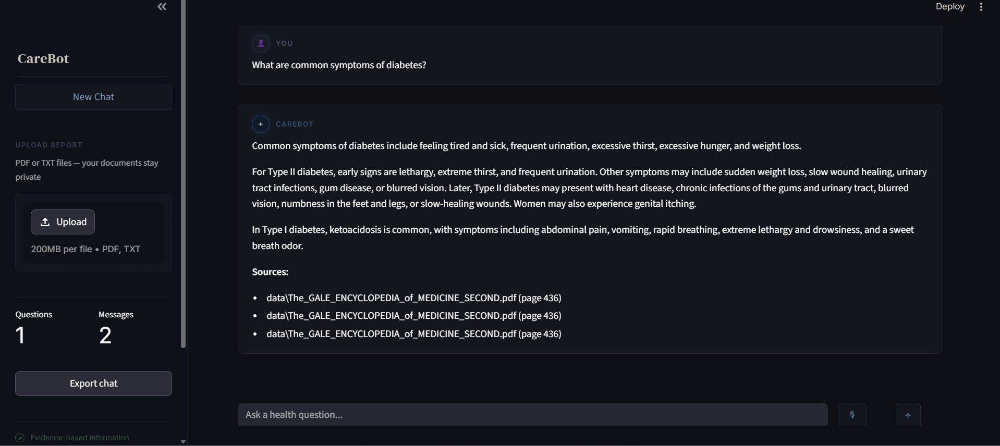 Deploy
CareBot
New Chat
UPLOAD REPORT
PDF or TXT files — your documents stay
private
Upload
200MB per file • PDF, TXT
Questions
Messages
1
2
Export chat
Evidence-based information
YOU
What are common symptoms of diabetes?
+
CAREBOT
Common symptoms of diabetes include feeling tired and sick, frequent urination, excessive thirst, excessive hunger, and weight loss.
For Type II diabetes, early signs are lethargy, extreme thirst, and frequent urination. Other symptoms may include sudden weight loss, slow wound healing, urinary
tract infections, gum disease, or blurred vision. Later, Type II diabetes may present with heart disease, chronic infections of the gums and urinary tract, blurred
vision, numbness in the feet and legs, or slow-healing wounds. Women may also experience genital itching.
In Type I diabetes, ketoacidosis is common, with symptoms including abdominal pain, vomiting, rapid breathing, extreme lethargy and drowsiness, and a sweet
breath odor.
Sources:
• data\The_GALE_ENCYCLOPEDIA_of_MEDICINE_SECOND.pdf (page 436)
• data\The_GALE_ENCYCLOPEDIA_of_MEDICINE_SECOND.pdf (page 436)
• data\The_GALE_ENCYCLOPEDIA_of_MEDICINE_SECOND.pdf (page 436)
Ask a health question...